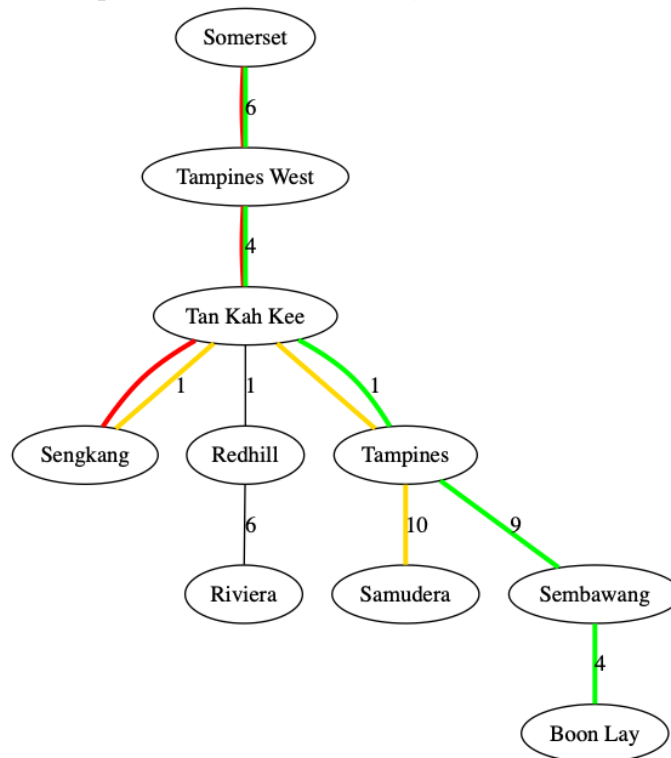 Somerset
6
Tampines West
4
Tan Kah Kee
1
1
1
Sengkang
Redhill
Tampines
6
10
9
Riviera
Samudera
Sembawang
4
Boon Lay